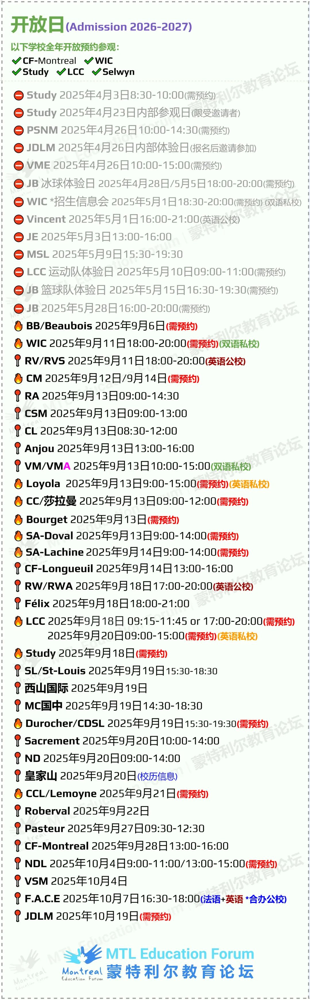 开放日(Admission 2026-2027)
以下学校全年开放预约参观：
CF-Montreal WIC
Study LCC Selwyn
Study 2025年4月3日8:30-10:00(需预约)
Study 2025年4月23日内部参观日(限受邀请者)
PSNM 2025年4月26日10:00-14:30(需预约)
JDLM 2025年4月26日内部体验日(报名后邀请参加)
VME 2025年4月26日10:00-15:00(需预约)
JB 冰球体验日 2025年4月28日/5月5日18:00-20:00(需预约)
WIC *招生信息会 2025年5月1日18:30-20:00(需预约) (双语私校)
Vincent 2025年5月1日16:00-21:00(英语公校)
JE 2025年5月3日13:00-16:00
MSL 2025年5月9日15:30-19:30
LCC 运动队体验日 2025年5月10日09:00-11:00(需预约)
JB 篮球队体验日 2025年5月15日16:30-19:30(需预约)
JB 2025年5月28日16:00-20:00(需预约)
BB/Beaubois 2025年9月6日(需预约)
WIC 2025年9月11日18:00-20:00(需预约)(双语私校)
RV/RVS 2025年9月11日18:00-20:00(英语公校)
CM 2025年9月12日/9月14日(需预约)
RA 2025年9月13日09:00-14:30
CSM 2025年9月13日09:00-13:00
CL 2025年9月13日08:30-12:00
Anjou 2025年9月13日13:00-16:00
VM/VMA 2025年9月13日10:00-15:00(双语私校)
Loyola 2025年9月13日9:00-15:00(需预约)(英语私校)
CC/莎拉曼 2025年9月13日09:00-12:00(需预约)
Bourget 2025年9月13日(需预约)
SA-Doval 2025年9月13日9:00-14:00(需预约)
SA-Lachine 2025年9月14日9:00-14:00(需预约)
CF-Longueuil 2025年9月14日13:00-16:00
RW/RWA 2025年9月18日17:00-20:00(英语公校)
Félix 2025年9月18日18:00-21:00
LCC 2025年9月18日 09:15-11:45 or 17:00-20:00(需预约)
2025年9月20日09:00-15:00(需预约)(英语私校)
Study 2025年9月18日(需预约)
SL/St-Louis 2025年9月19日15:30-18:30
西山国际 2025年9月19日
MC国中 2025年9月19日14:30-18:30
Durocher/CDSL 2025年9月19日15:30-19:30(需预约)
Sacrement 2025年9月20日10:00-14:00
ND 2025年9月20日09:00-14:00
皇家山 2025年9月20日(校历信息)
CCL/Lemoyne 2025年9月21日(需预约)
Roberval 2025年9月22日
Pasteur 2025年9月27日09:30-12:30
CF-Montreal 2025年9月28日13:00-16:00
NDL 2025年10月4日9:00-11:00/13:00-15:00(需预约)
VSM 2025年10月4日
F.A.C.E 2025年10月7日16:30-18:00(法语+英语 *合办公校)
JDLM 2025年10月19日(需预约)
MTL Education Forum
Montreal Education Forum 蒙特利尔教育论坛